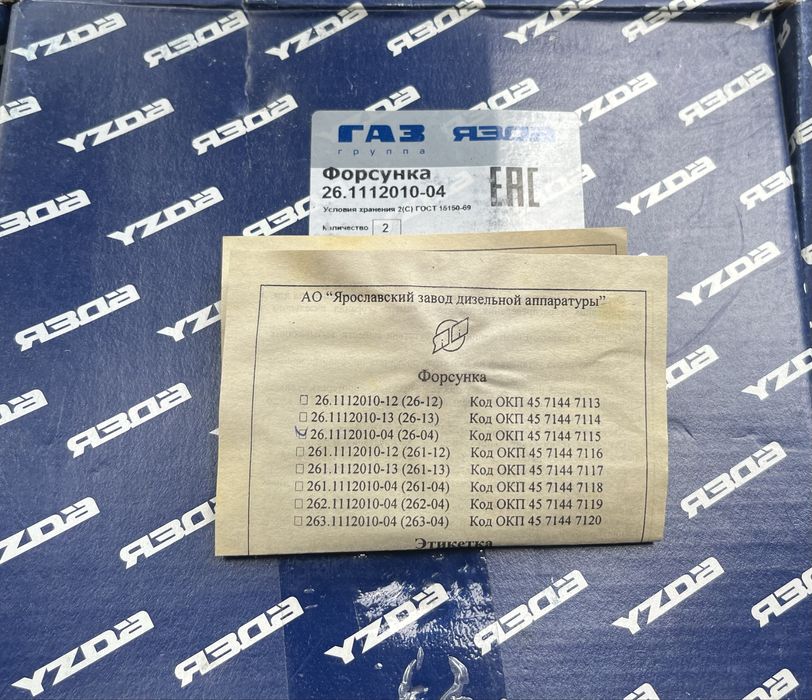 ГАЗ ЯЗДА
группа
Форсунка
26.1112010-04
EAC
Условия хранения 2(С) ГОСТ 15150-69
Количество 2
АО “Ярославский завод дизельной аппаратуры”
Форсунка
26.1112010-12 (26-12) Код ОКП 45 7144 7113
26.1112010-13 (26-13) Код ОКП 45 7144 7114
26.1112010-04 (26-04) Код ОКП 45 7144 7115
261.1112010-12 (261-12) Код ОКП 45 7144 7116
261.1112010-13 (261-13) Код ОКП 45 7144 7117
261.1112010-04 (261-04) Код ОКП 45 7144 7118
262.1112010-04 (262-04) Код ОКП 45 7144 7119
263.1112010-04 (263-04) Код ОКП 45 7144 7120
Этикетка